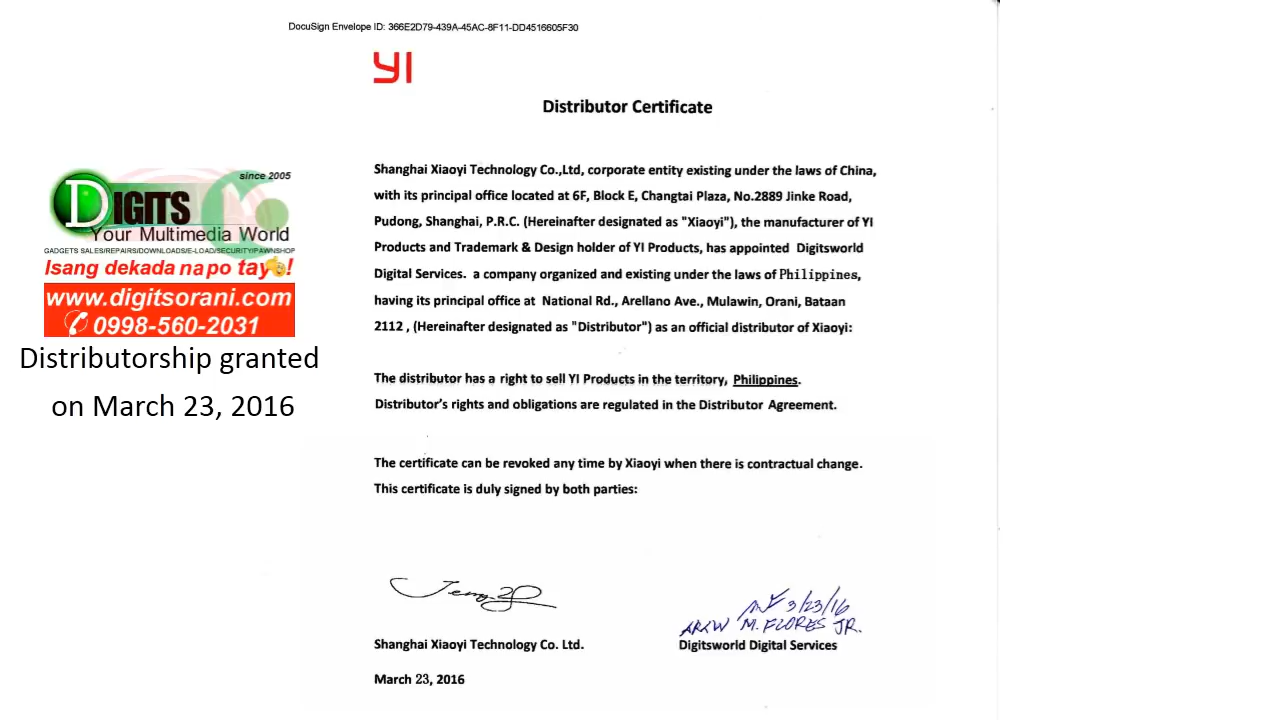 DocuSign Envelope ID: 366E2D79-439A-45AC-8F11-DD4516605F30
YI
Distributor Certificate
Shanghai Xiaoyi Technology Co.,Ltd, corporate entity existing under the laws of China,
with its principal office located at 6F, Block E, Changtai Plaza, No.2889 Jinke Road,
Pudong, Shanghai, P.R.C. (Hereinafter designated as "Xiaoyi"), the manufacturer of YI
Products and Trademark & Design holder of YI Products, has appointed Digitsworld
Digital Services. a company organized and existing under the laws of Philippines,
having its principal office at National Rd., Arellano Ave., Mulawin, Orani, Bataan
2112 , (Hereinafter designated as "Distributor") as an official distributor of Xiaoyi:
The distributor has a right to sell YI Products in the territory, Philippines.
Distributor's rights and obligations are regulated in the Distributor Agreement.
The certificate can be revoked any time by Xiaoyi when there is contractual change.
This certificate is duly signed by both parties:
3/23/16
M. FLORES JR.
Shanghai Xiaoyi Technology Co. Ltd.
Digitsworld Digital Services
March 23, 2016
since 2005
DIGITS
Your Multimedia World
GADGETS SALES/REPAIRS/DOWNLOADS/E-LOAD/SECURITY/PAWNSHOP
Isang dekada na po tayo!
www.digitsorani.com
0998-560-2031
Distributorship granted
on March 23, 2016